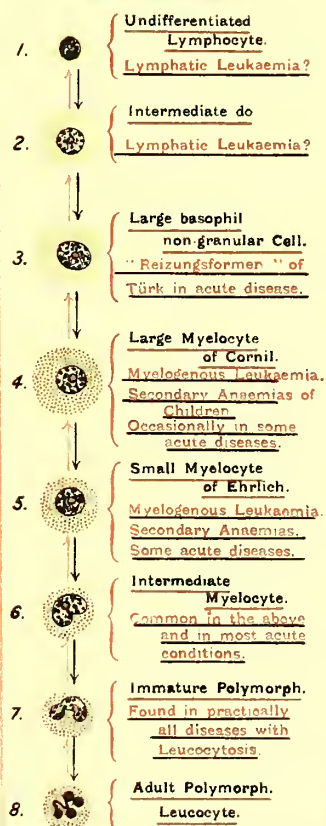 1.
Undifferentiated
Lymphocyte.
Lymphatic Leukaemia?
2.
Intermediate do
Lymphatic Leukaemia?
3.
Large basophil
non-granular Cell.
"Reizungsformer" of
Türk in acute disease.
4.
Large Myelocyte
of Cornil.
Myelogenous Leukaemia.
Secondary Anaemias of
Children
Occasionally in some
acute diseases.
5.
Small Myelocyte
of Ehrlich.
Myelogenous Leukaemia.
Secondary Anaemias.
Some acute diseases.
6.
Intermediate
Myelocyte.
Common in the above
and in most acute
conditions.
7.
Immature Polymorph.
Found in practically
all diseases with
Leucocytosis.
8.
Adult Polymorph.
Leucocyte.